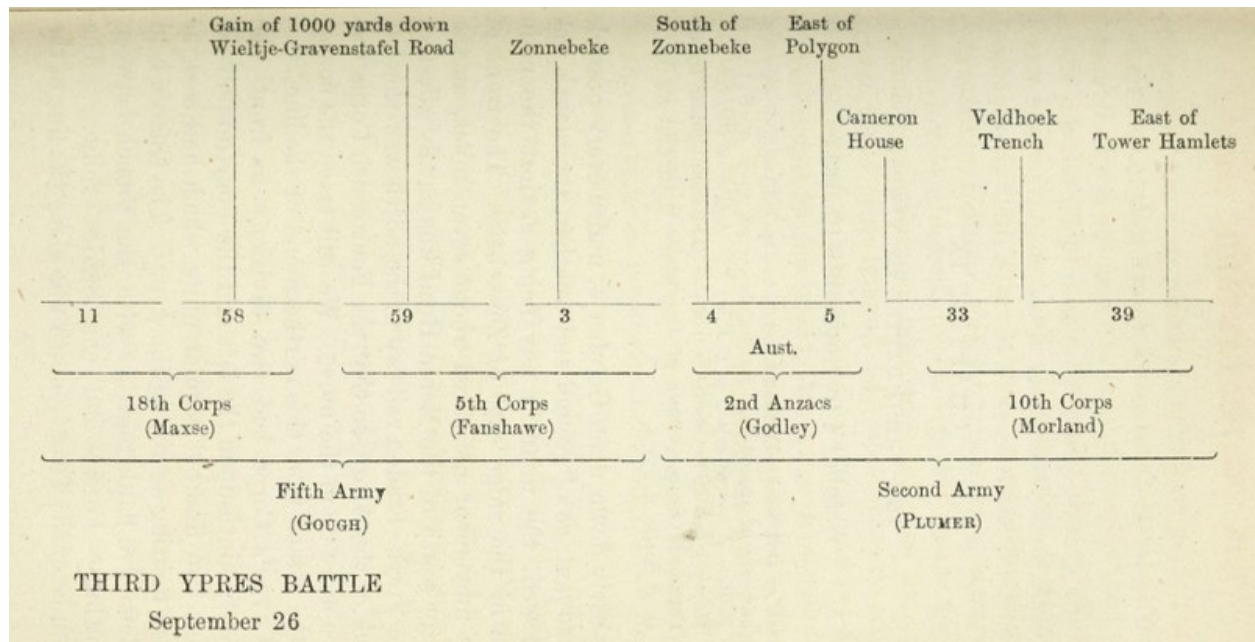 Gain of 1000 yards down
Wieltje-Gravenstafel Road
Zonnebeke
South of
Zonnebeke
East of
Polygon
Cameron
House
Veldhoek
Trench
East of
Tower Hamlets
11 58 59 3 4 5 33 39
Aust.
18th Corps
(Maxse)
5th Corps
(Fanshawe)
2nd Anzacs
(Godley)
10th Corps
(Morland)
Fifth Army
(GOUGH)
Second Army
(PLUMER)
THIRD YPRES BATTLE
September 26